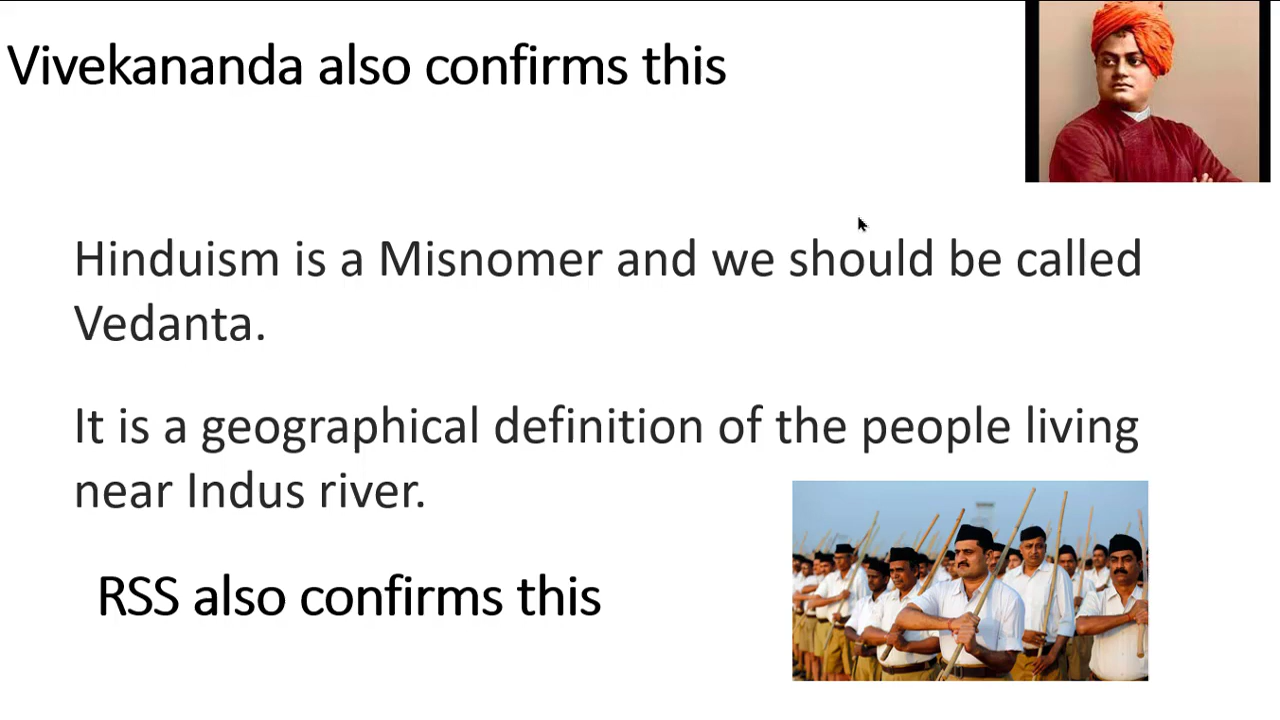 Vivekananda also confirms this
Hinduism is a Misnomer and we should be called
Vedanta.
It is a geographical definition of the people living
near Indus river.
RSS also confirms this